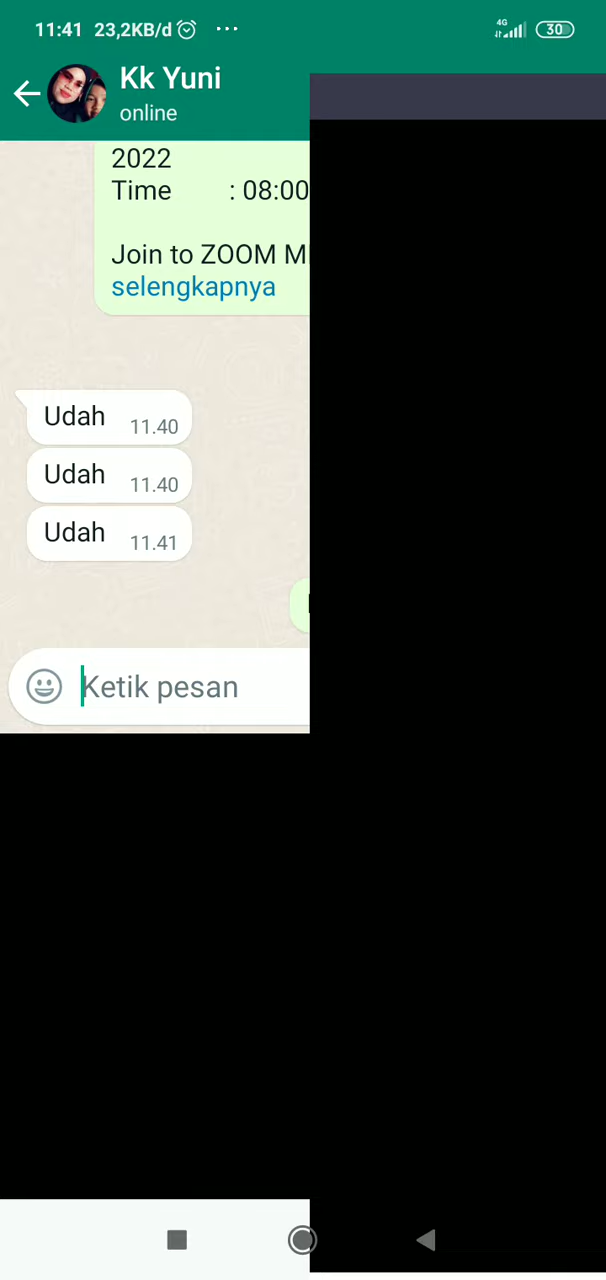 11:41 23,2KB/d ...
4G
30
Kk Yuni
online
2022
Time : 08:00
Join to ZOOM
selengkapnya
Udah 11.40
Udah 11.40
Udah 11.41
Ketik pesan